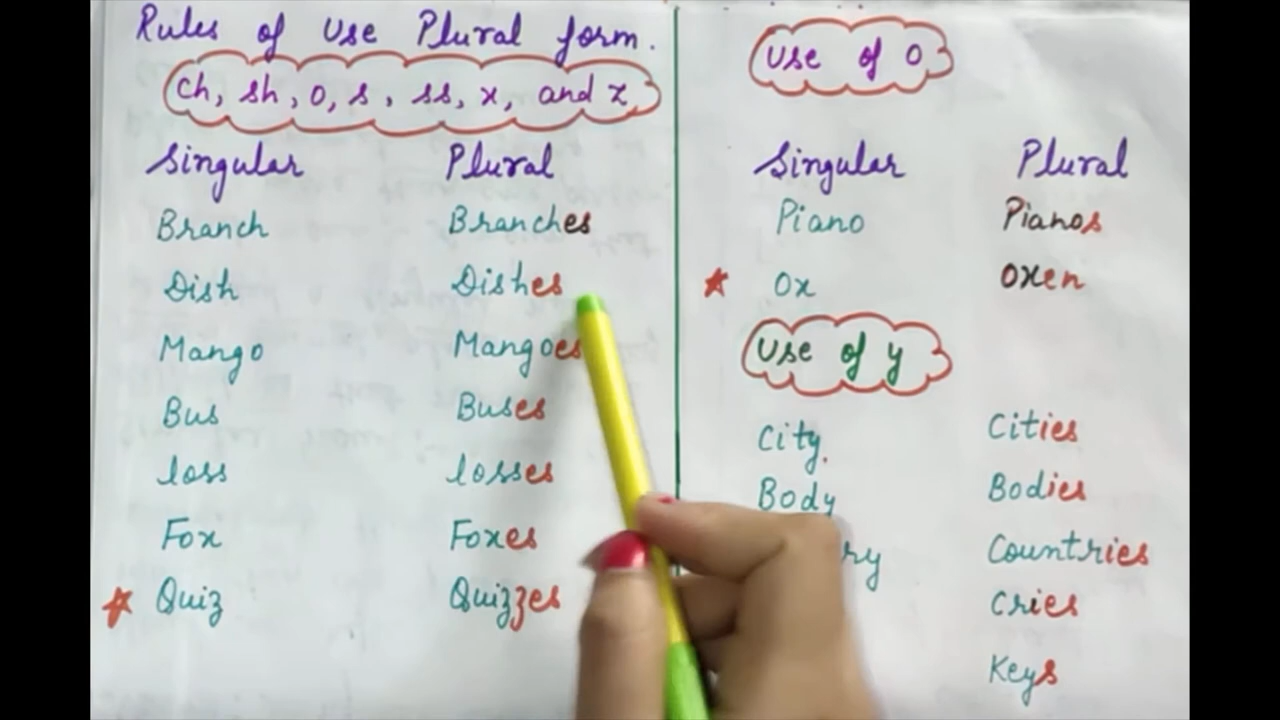 Rules of Use Plural form.
ch, sh, o, s, ss, x, and z
Singular Plural
Branch Branches
Dish Dishes
Mango Mangoes
Bus Buses
loss losses
Fox Foxes
Quiz Quizzes
Use of O
Singular Plural
Piano Pianos
Ox Oxen
Use of y
City. Cities
Body Bodies
ry Countries
Cries
Keys